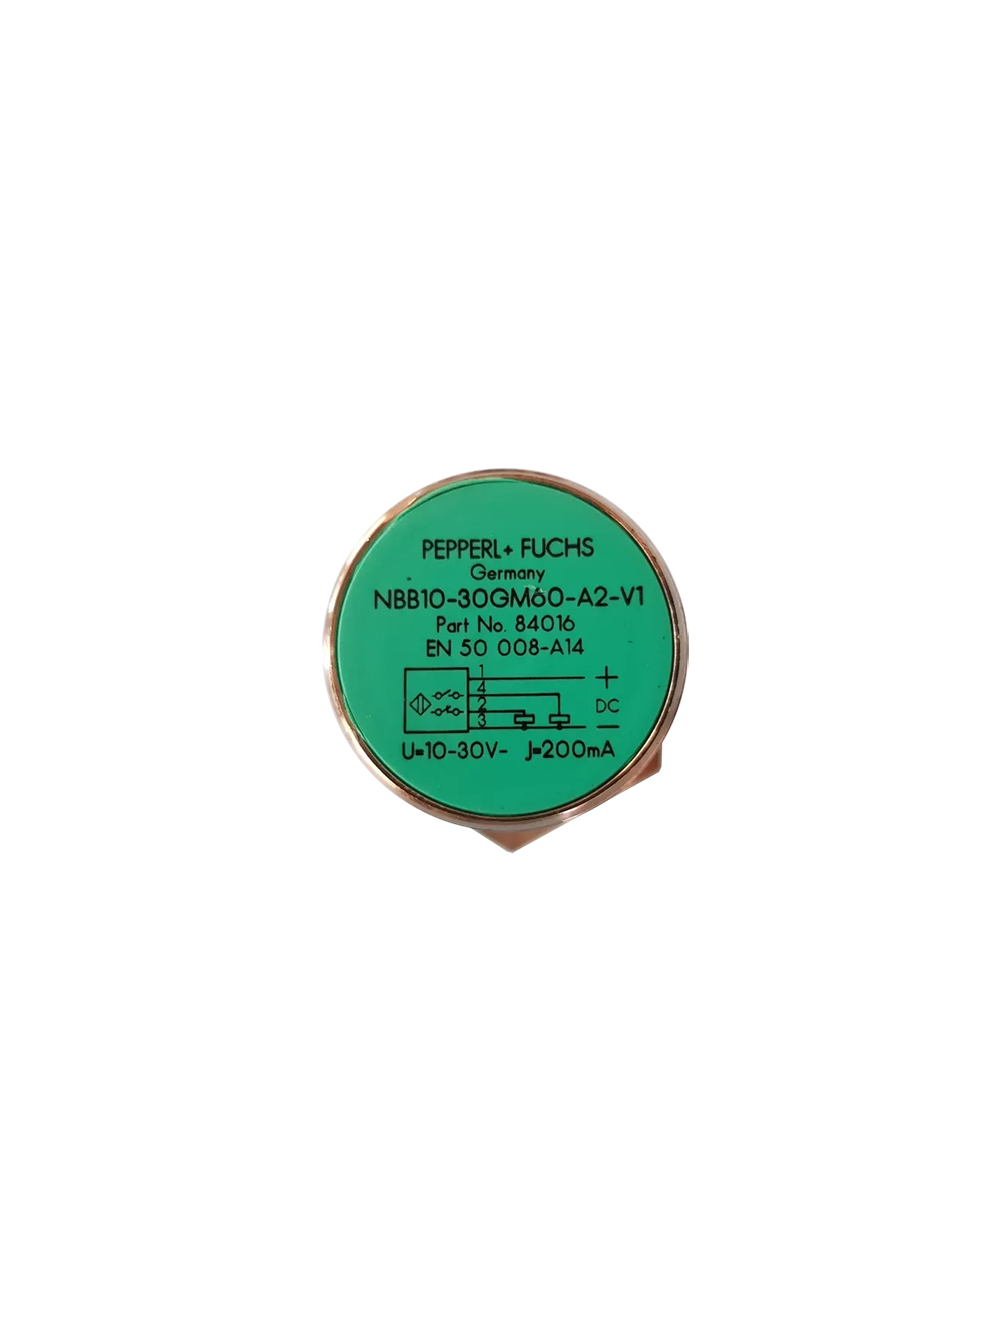 PEPPERL+ FUCHS
Germany
NBB10-30GM60-A2-V1
Part No. 84016
EN 50 008-A14
1
4
2
3
+
DC
−
U=10-30V- J=200mA